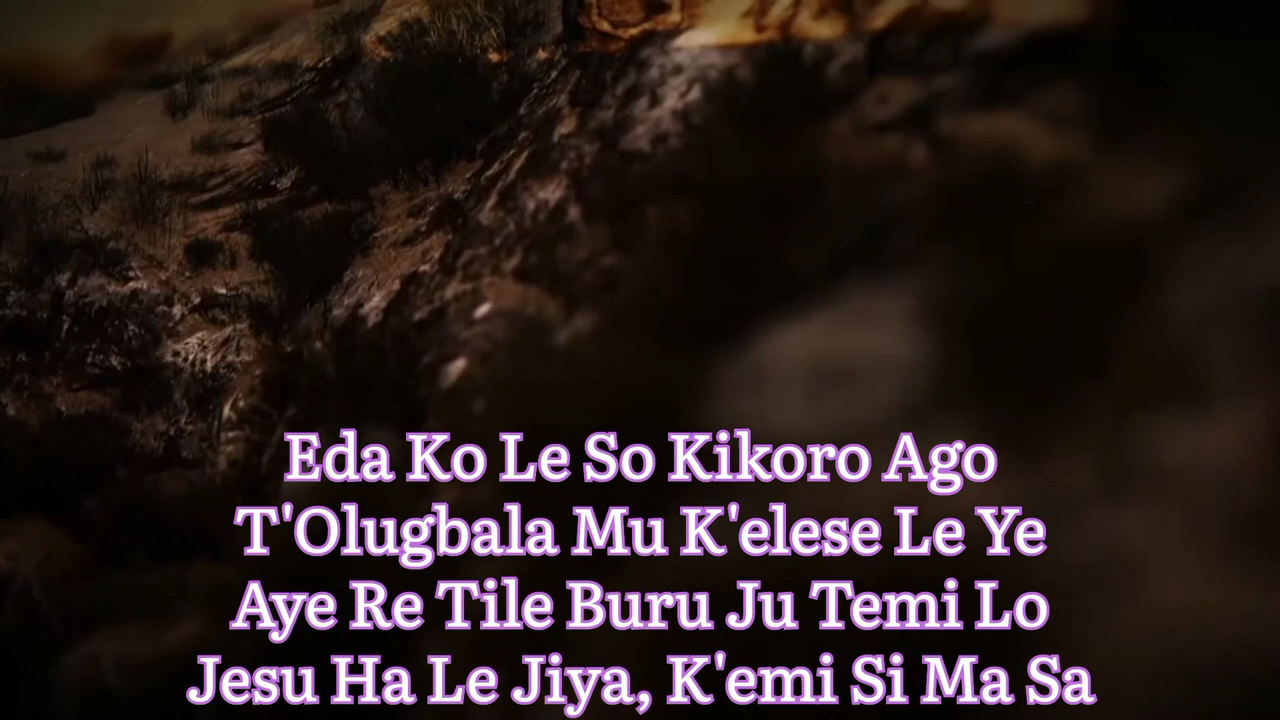 Eda Ko Le So Kikoro Ago
T'Olugbala Mu K'elese Le Ye
Aye Re Tile Buru Ju Temi Lo
Jesu Ha Le Jiya, K'emi Si Ma Sa